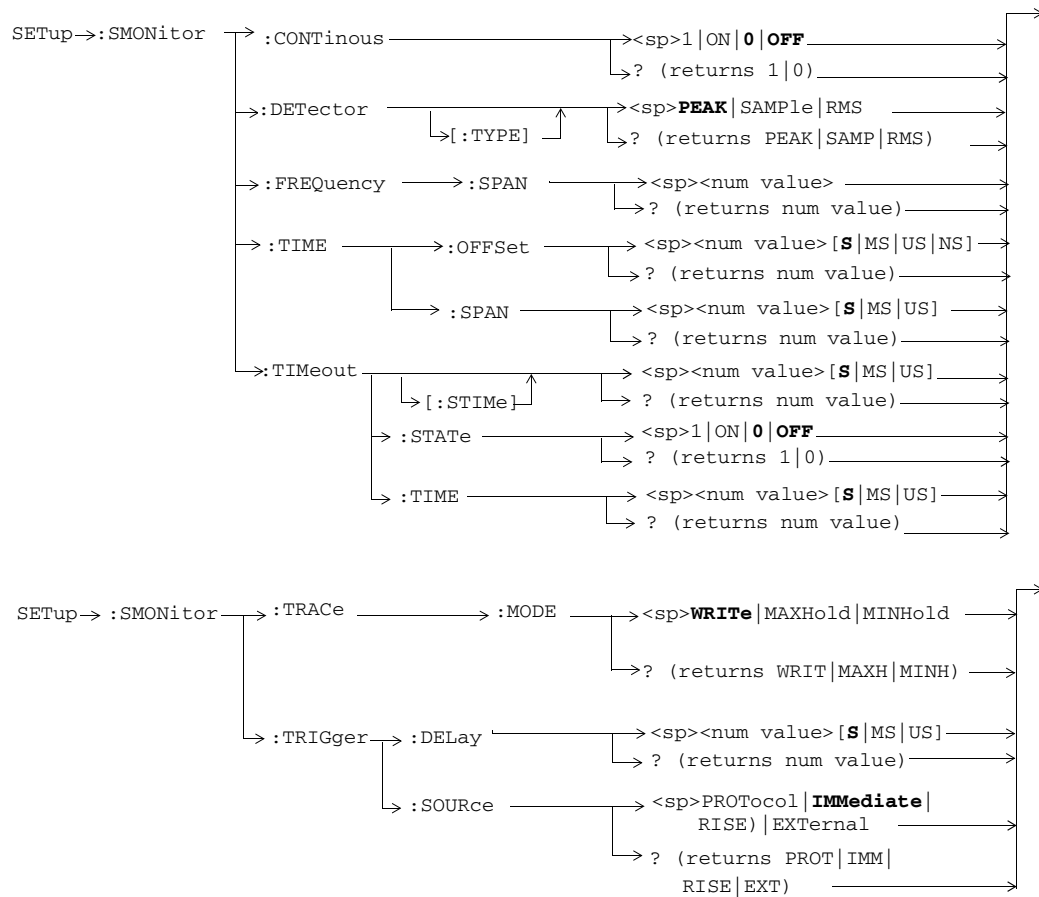 SETup :SMONitor :CONTinous <sp>1|ON|0|OFF
? (returns 1|0)
:DETector <sp>PEAK|SAMPle|RMS
[:TYPE] ? (returns PEAK|SAMP|RMS)
:FREQuency :SPAN <sp><num value>
? (returns num value)
:TIME :OFFSet <sp><num value>[S|MS|US|NS]
? (returns num value)
:SPAN <sp><num value>[S|MS|US]
? (returns num value)
:TIMeout <sp><num value>[S|MS|US]
[:STIMe] ? (returns num value)
:STATe <sp>1|ON|0|OFF
? (returns 1|0)
:TIME <sp><num value>[S|MS|US]
? (returns num value)
SETup :SMONitor :TRACe :MODE <sp>WRITe|MAXHold|MINHold
? (returns WRIT|MAXH|MINH)
:TRIGger :DELay <sp><num value>[S|MS|US]
? (returns num value)
:SOURce <sp>PROTocol|IMMediate|
RISE)|EXTernal
? (returns PROT|IMM|
RISE|EXT)